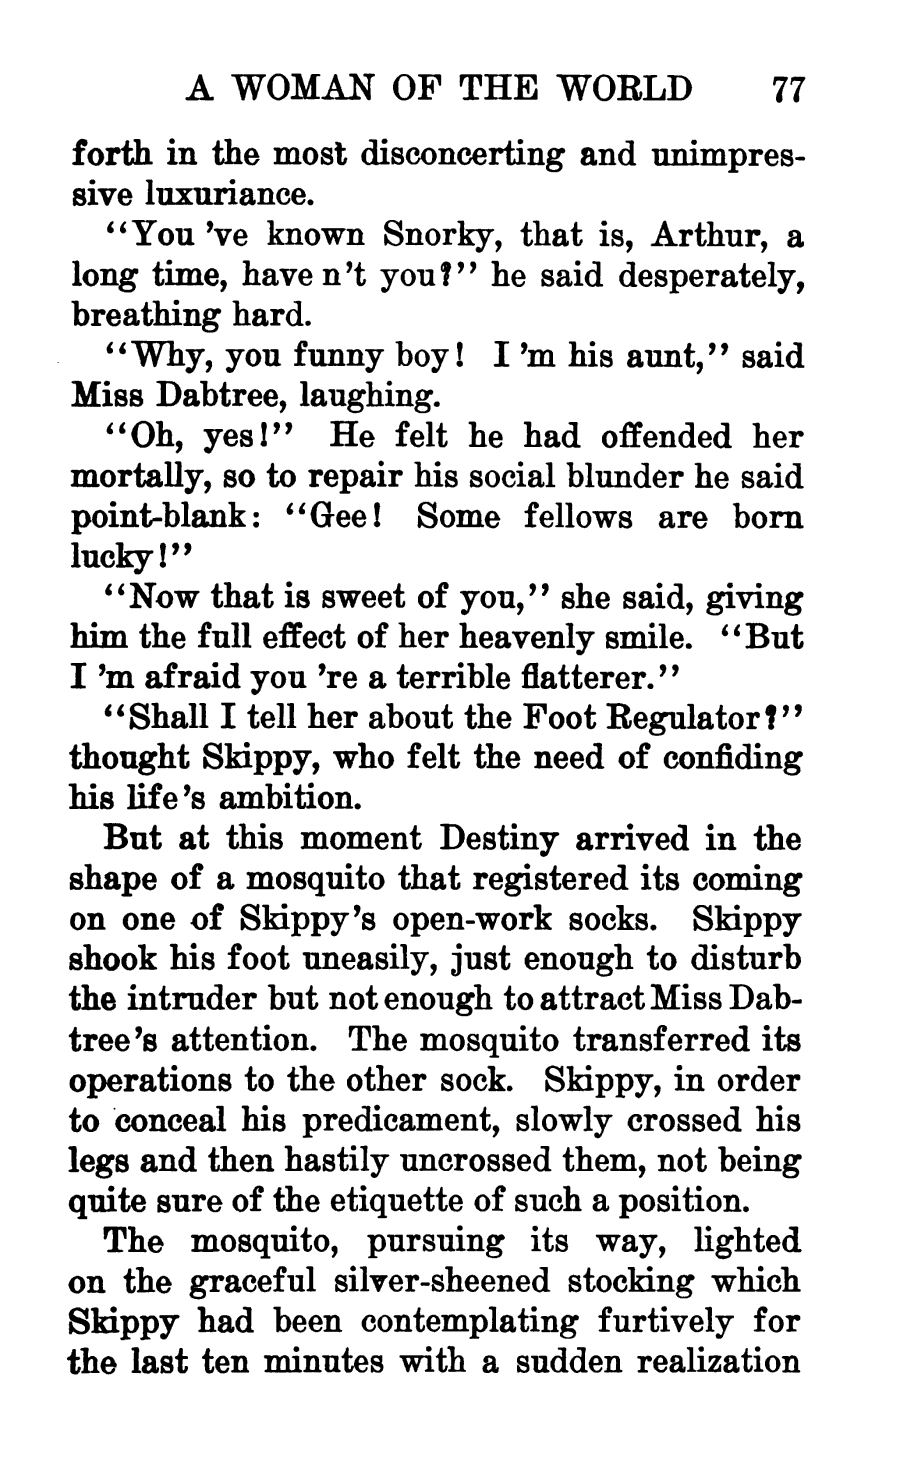 A WOMAN OF THE WORLD 77
forth in the most disconcerting and unimpres-
sive luxuriance.
"You 've known Snorky, that is, Arthur, a
long time, have n't you?" he said desperately,
breathing hard.
"Why, you funny boy! I 'm his aunt," said
Miss Dabtree, laughing.
"Oh, yes!" He felt he had offended her
mortally, so to repair his social blunder he said
point-blank: "Gee! Some fellows are born
lucky!"
"Now that is sweet of you," she said, giving
him the full effect of her heavenly smile. "But
I 'm afraid you 're a terrible flatterer."
"Shall I tell her about the Foot Regulator?"
thought Skippy, who felt the need of confiding
his life's ambition.
But at this moment Destiny arrived in the
shape of a mosquito that registered its coming
on one of Skippy's open-work socks. Skippy
shook his foot uneasily, just enough to disturb
the intruder but not enough to attract Miss Dab-
tree's attention. The mosquito transferred its
operations to the other sock. Skippy, in order
to conceal his predicament, slowly crossed his
legs and then hastily uncrossed them, not being
quite sure of the etiquette of such a position.
The mosquito, pursuing its way, lighted
on the graceful silver-sheened stocking which
Skippy had been contemplating furtively for
the last ten minutes with a sudden realization